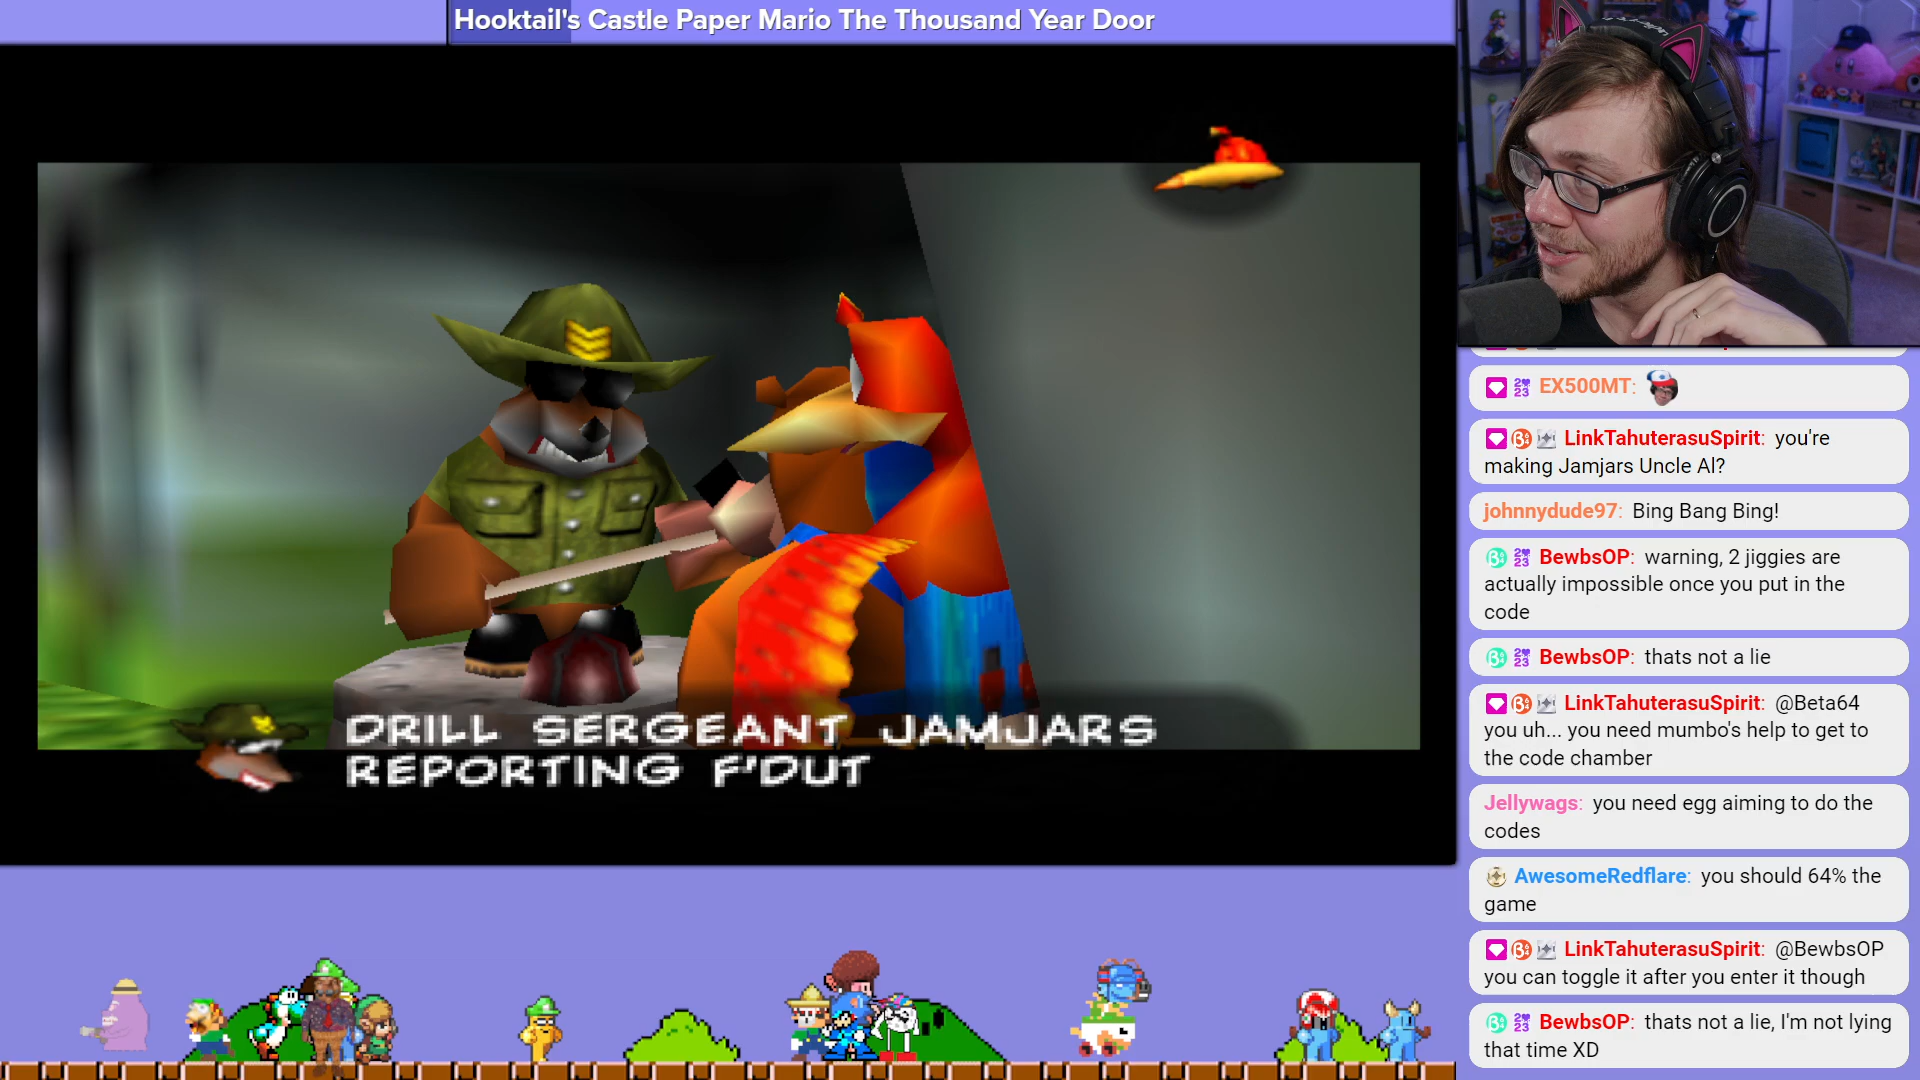 Hooktail's Castle Paper Mario The Thousand Year Door
DRILL SERGEANT JAMJARS
REPORTING F'DUT
EX500MT:
LinkTahuterasuSpirit: you're
making Jamjars Uncle Al?
johnnydude97: Bing Bang Bing!
BewbsOP: warning, 2 jiggies are
actually impossible once you put in the
code
BewbsOP: thats not a lie
LinkTahuterasuSpirit: @Beta64
you uh... you need mumbo's help to get to
the code chamber
Jellywags: you need egg aiming to do the
codes
AwesomeRedflare: you should 64% the
game
LinkTahuterasuSpirit: @BewbsOP
you can toggle it after you enter it though
BewbsOP: thats not a lie, I'm not lying
that time XD